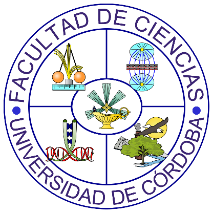 FACULTAD DE CIENCIAS
UNIVERSIDAD DE CÓRDOBA